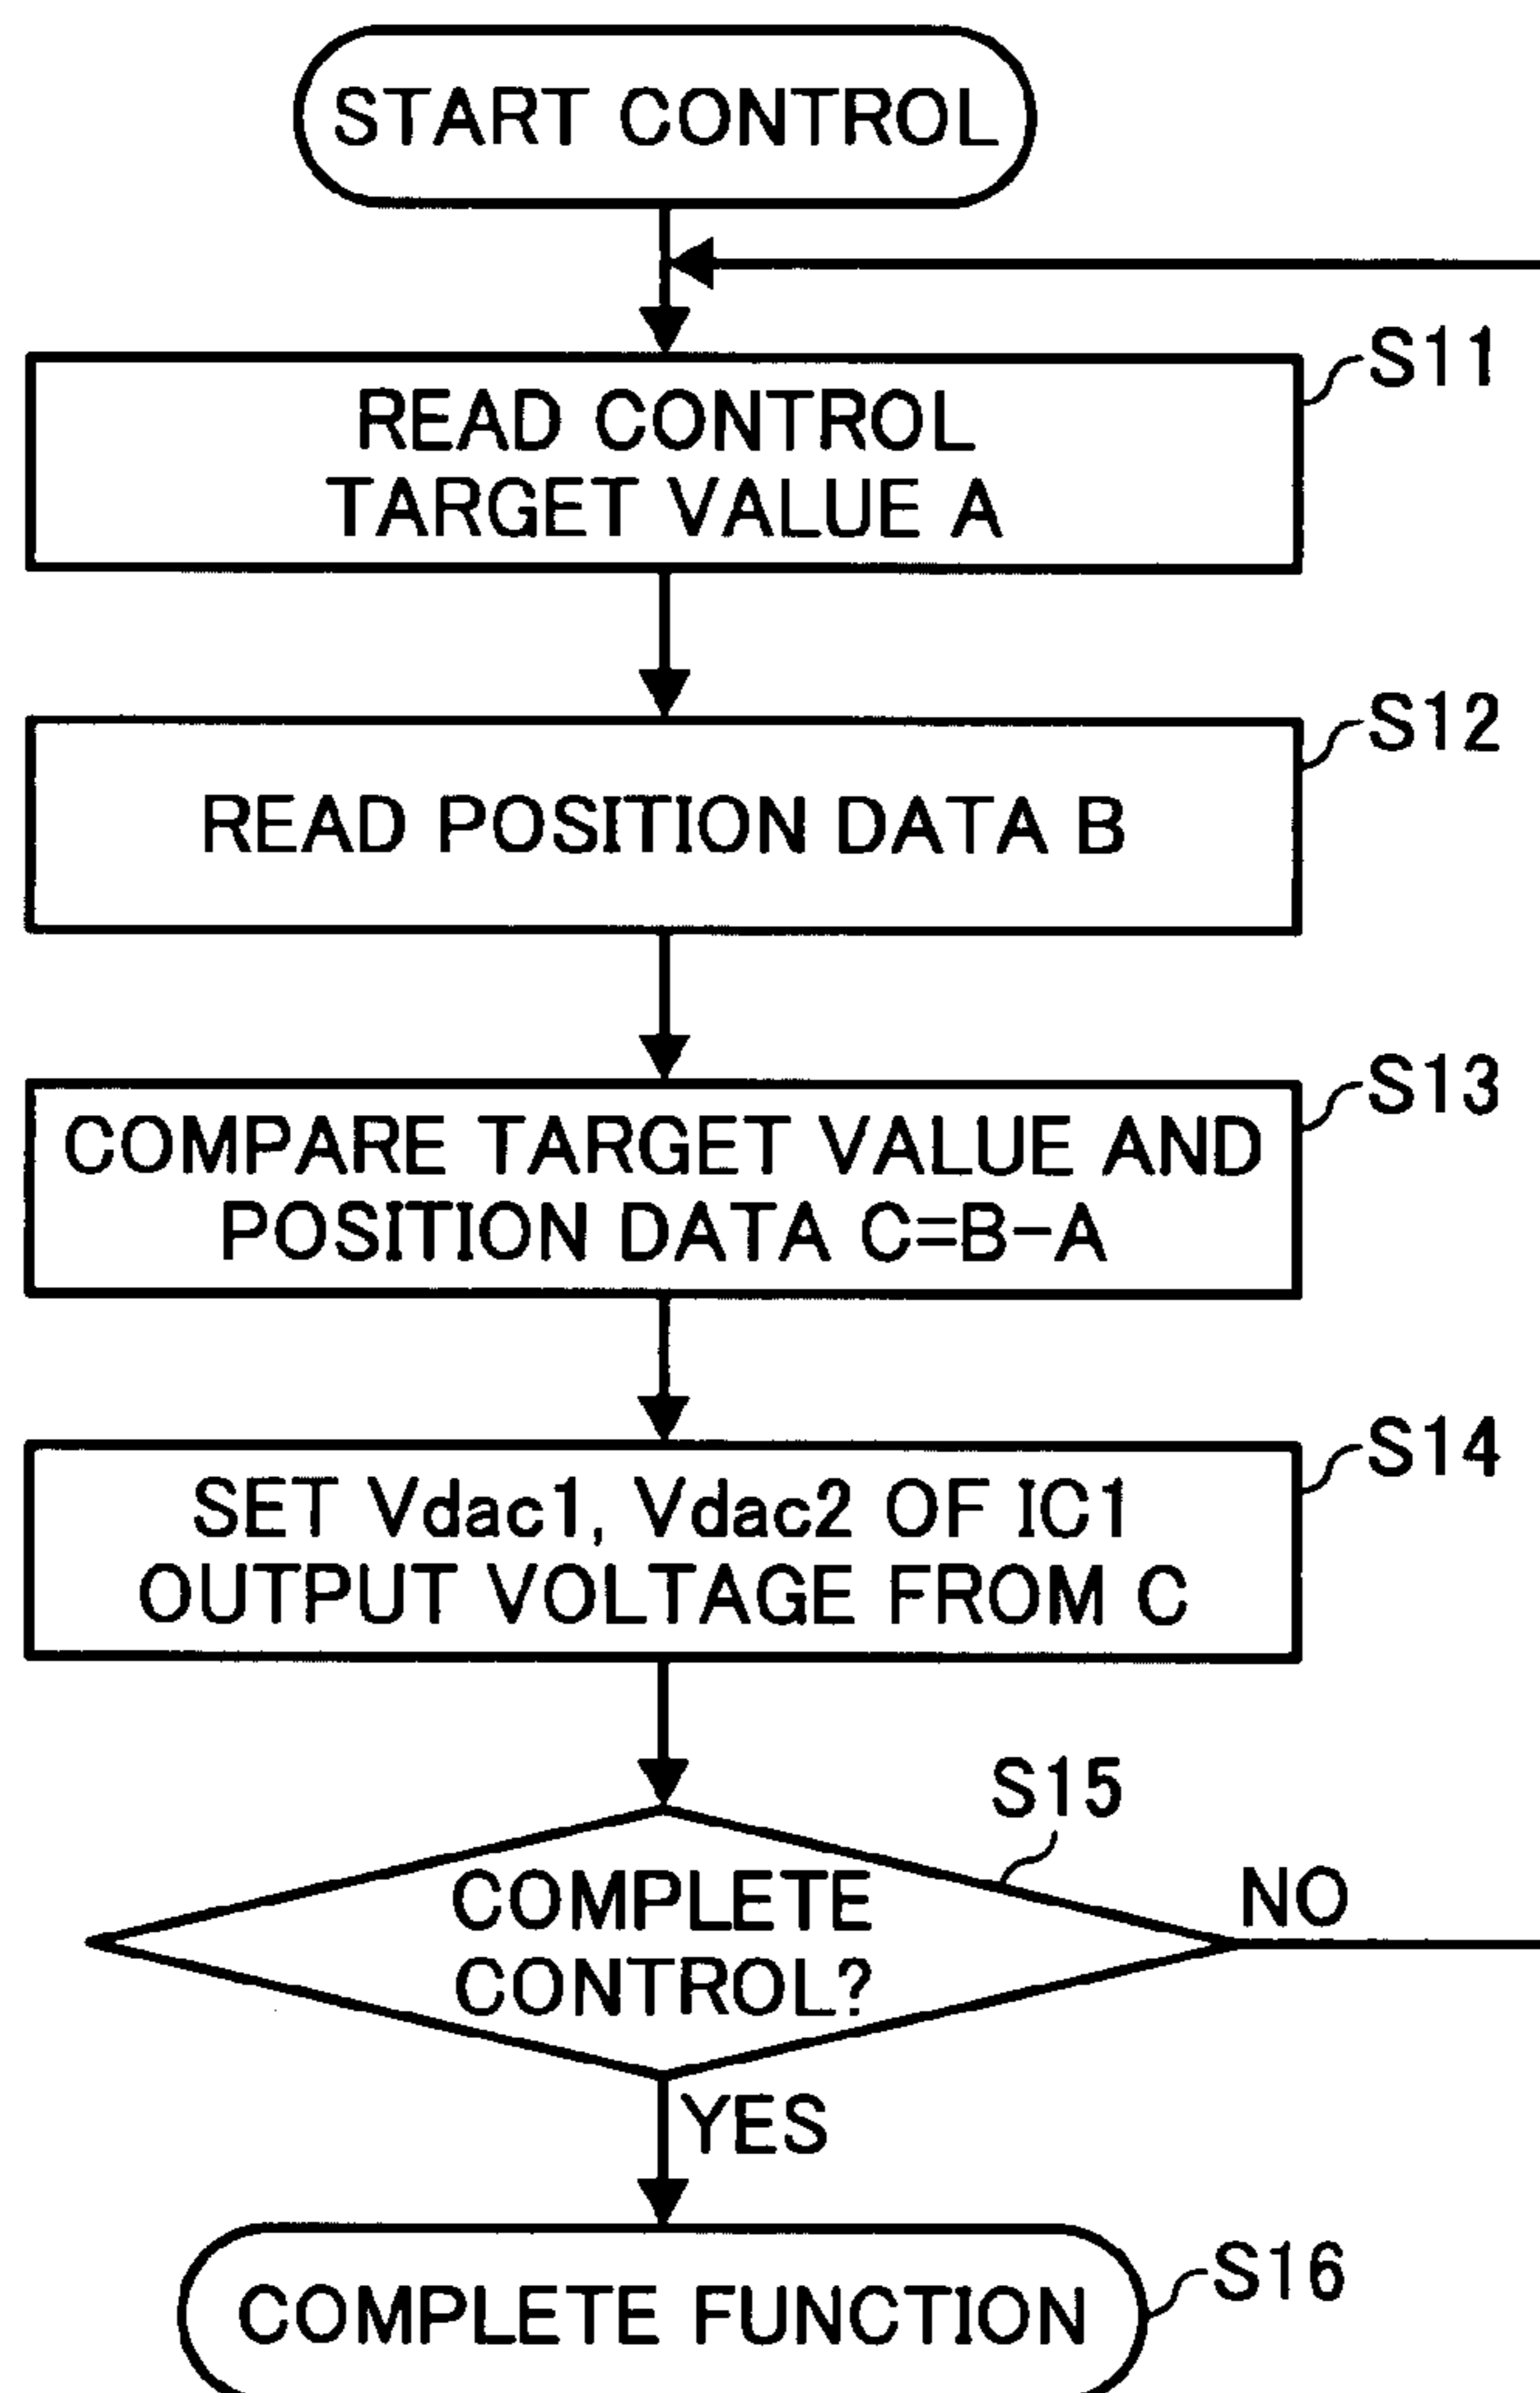 START CONTROL
S11
READ CONTROL
TARGET VALUE A
S12
READ POSITION DATA B
S13
COMPARE TARGET VALUE AND
POSITION DATA C=B−A
S14
SET Vdac1, Vdac2 OF IC1
OUTPUT VOLTAGE FROM C
S15
COMPLETE
CONTROL?
NO
YES
S16
COMPLETE FUNCTION